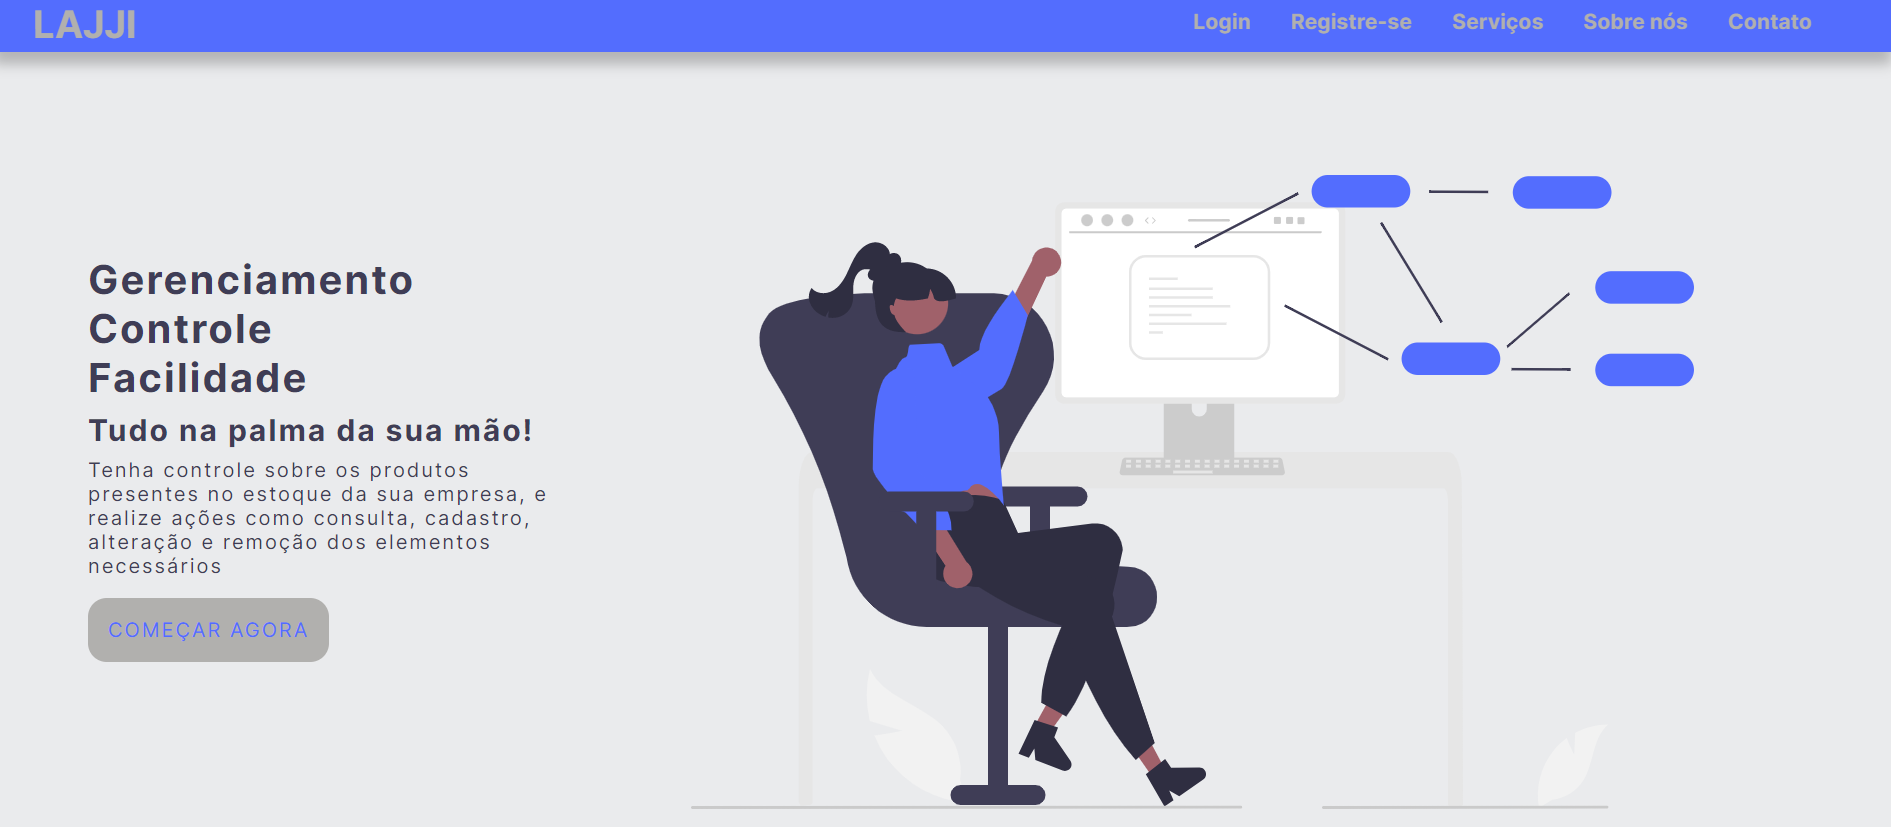 LAJJI
Login Registre-se Serviços Sobre nós Contato
Gerenciamento
Controle
Facilidade
Tudo na palma da sua mão!
Tenha controle sobre os produtos
presentes no estoque da sua empresa, e
realize ações como consulta, cadastro,
alteração e remoção dos elementos
necessários
COMEÇAR AGORA